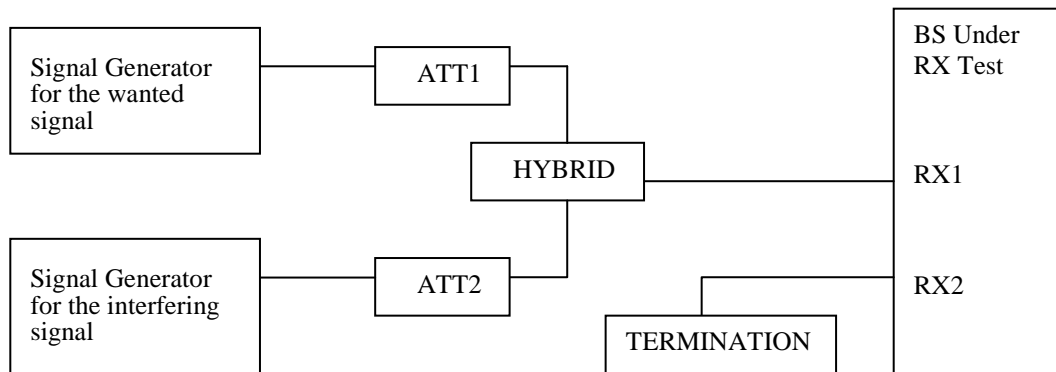 Signal Generator
for the wanted
signal
ATT1
HYBRID
Signal Generator
for the interfering
signal
ATT2
TERMINATION
BS Under
RX Test
RX1
RX2